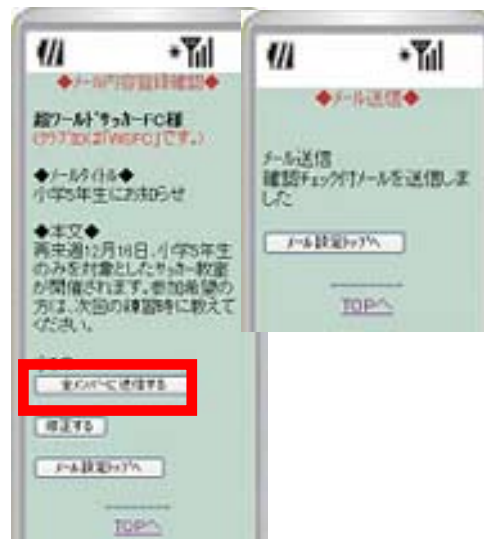 ◆メール内容登録確認◆
超ワールドサッカーFC様
(クラブIDは「WSFC」です。)
◆メールタイトル◆
小学5年生にお知らせ
◆本文◆
再来週12月16日、小学5年生
のみを対象としたサッカー教室
が開催されます。参加希望の
方は、次回の練習時に教えて
ください。
全メンバーに送信する
修正する
メール設定トップへ
TOPへ
◆メール送信◆
メール送信
確認チェック付メールを送信しま
した
メール設定トップへ
TOPへ